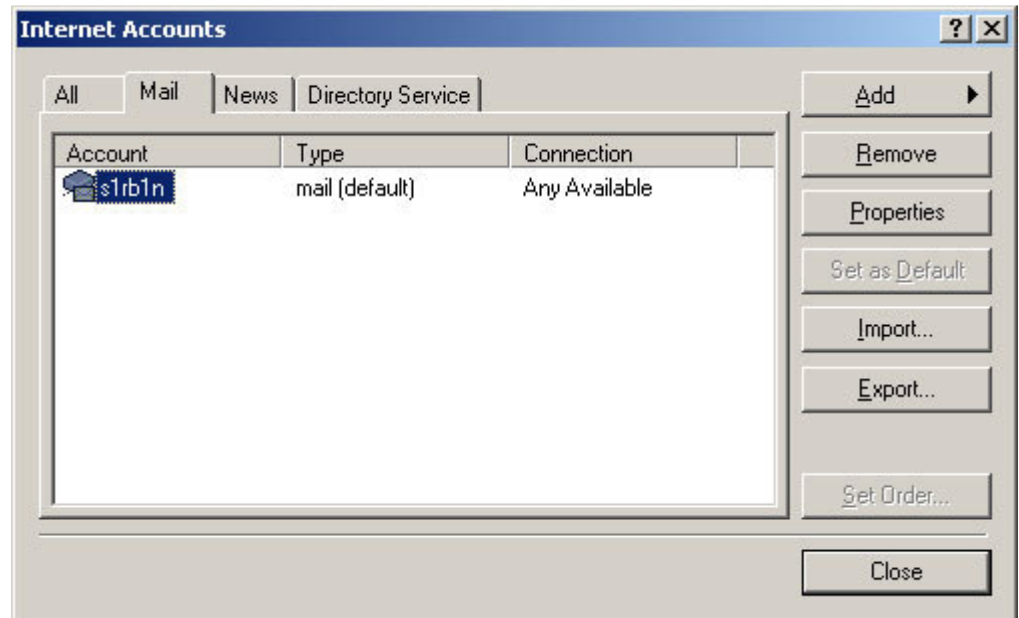 Internet Accounts
All Mail News Directory Service
Add
Account Type Connection
Remove
s1rb1n mail (default) Any Available
Properties
Set as Default
Import...
Export...
Set Order...
Close